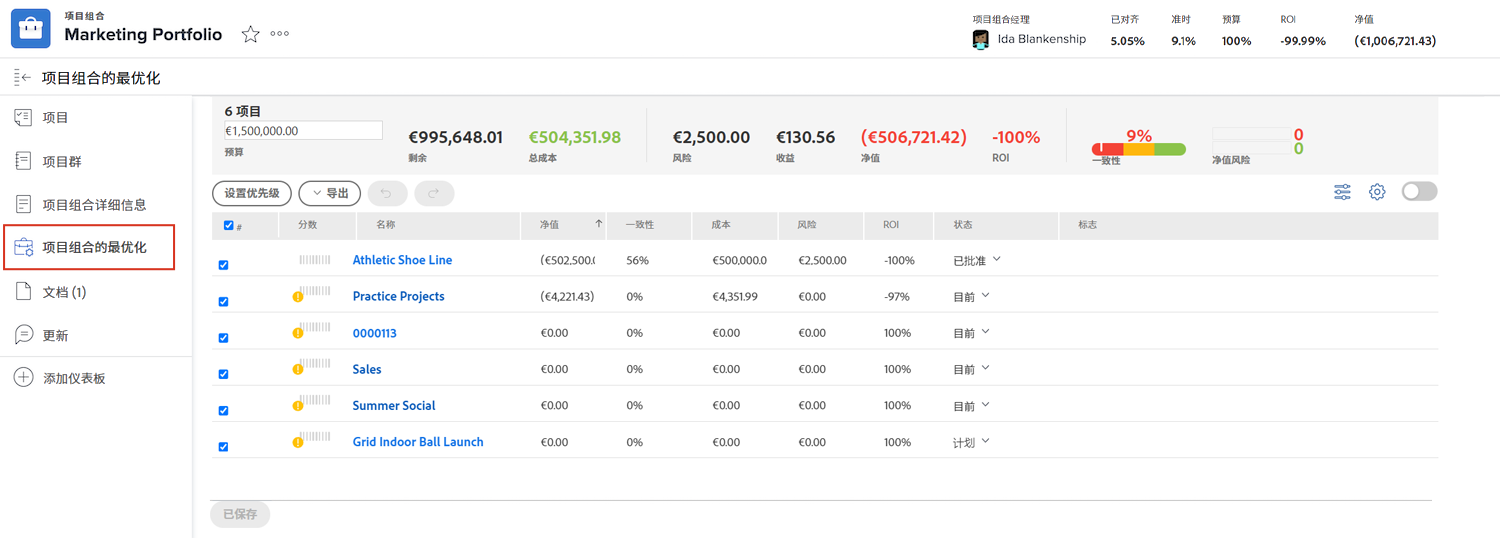 项目组合
Marketing Portfolio
项目组合经理
Ida Blankenship
已对齐
5.05%
准时
9.1%
预算
100%
ROI
-99.99%
净值
(€1,006,721.43)
项目组合的最优化
项目
项目群
项目组合详细信息
项目组合的最优化
文档 (1)
更新
添加仪表板
6 项目
€1,500,000.00
预算
€995,648.01
剩余
€504,351.98
总成本
€2,500.00
风险
€130.56
收益
(€506,721.42)
净值
-100%
ROI
9%
一致性
0
0
净值风险
设置优先级 导出
# 分数 名称 净值 一致性 成本 风险 ROI 状态 标志
Athletic Shoe Line (€502,500.( 56% €500,000.0 €2,500.00 -100% 已批准
Practice Projects (€4,221.43) 0% €4,351.99 €0.00 -97% 目前
0000113 €0.00 0% €0.00 €0.00 100% 目前
Sales €0.00 0% €0.00 €0.00 100% 目前
Summer Social €0.00 0% €0.00 €0.00 100% 目前
Grid Indoor Ball Launch €0.00 0% €0.00 €0.00 100% 计划
已保存